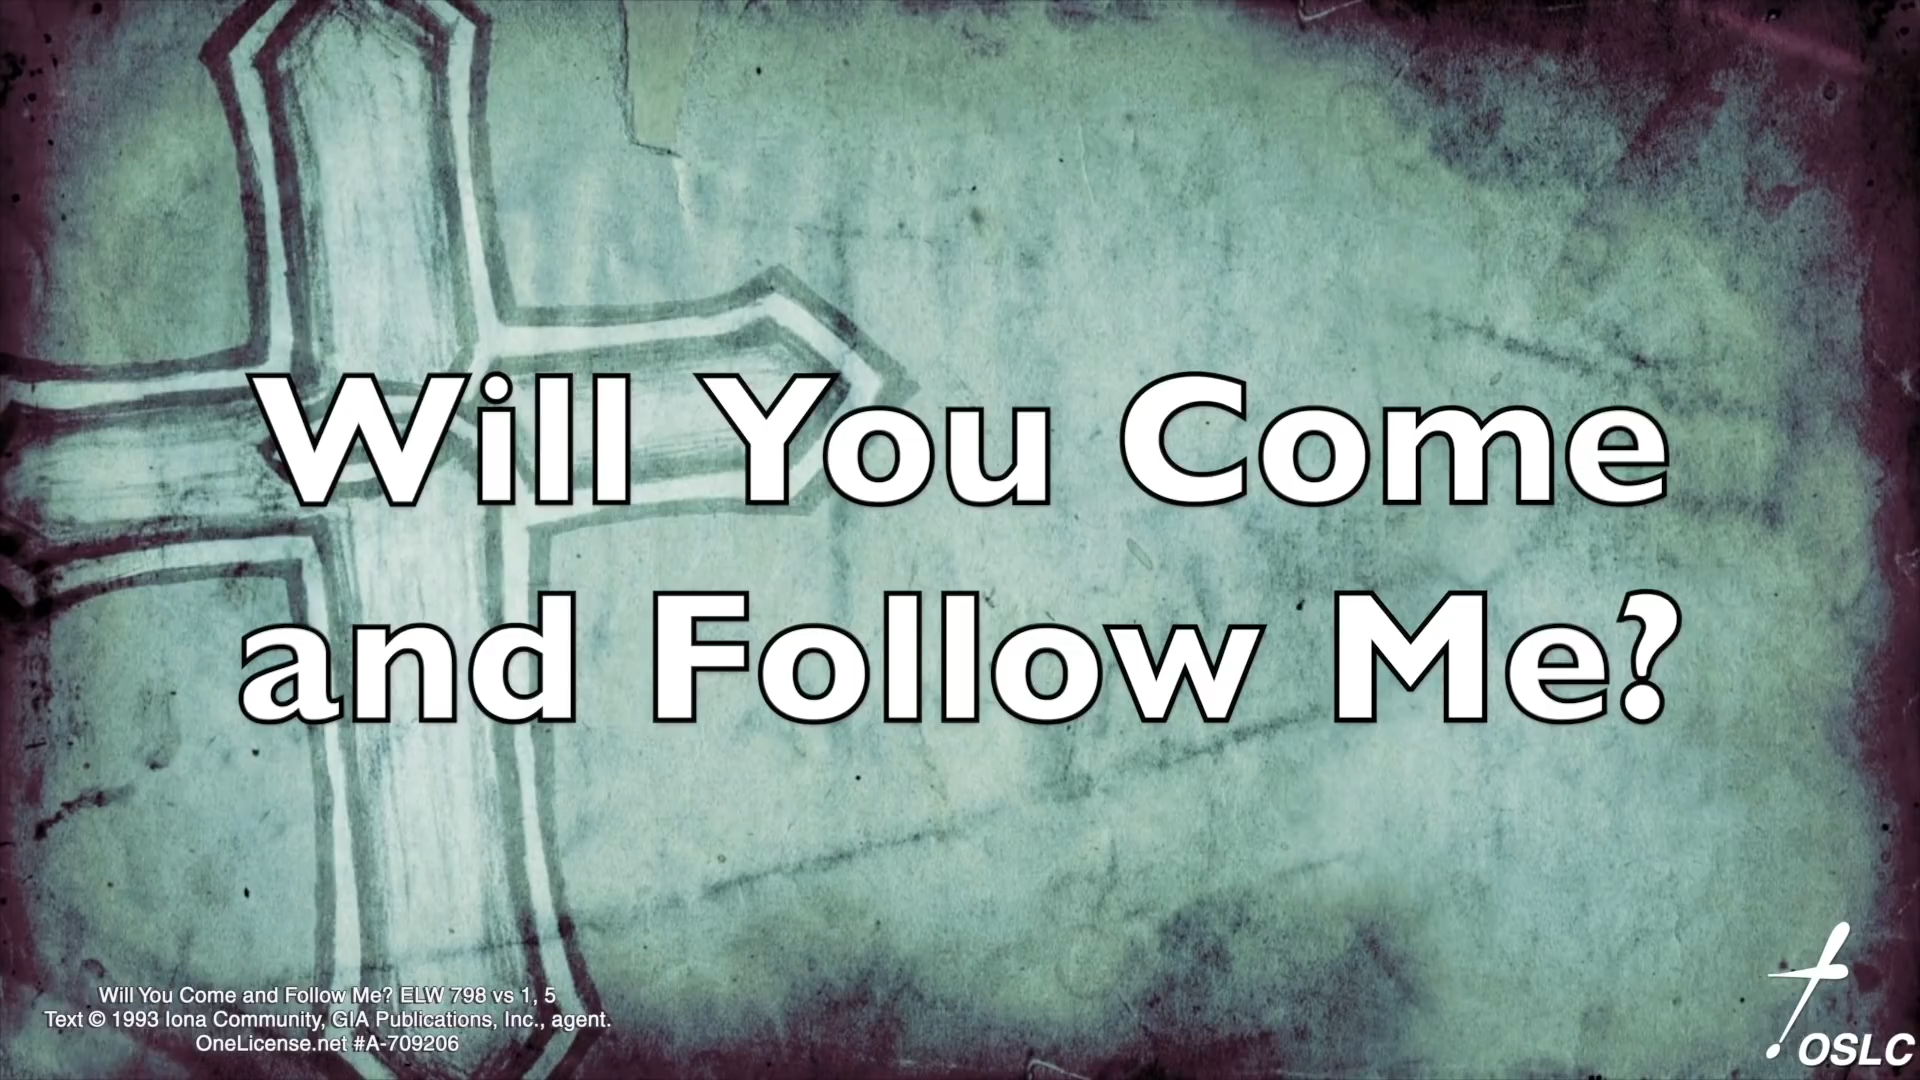 Will You Come
and Follow Me?
Will You Come and Follow Me? ELW 798 vs 1, 5
Text © 1993 Iona Community, GIA Publications, Inc., agent.
OneLicense.net #A-709206
OSLC